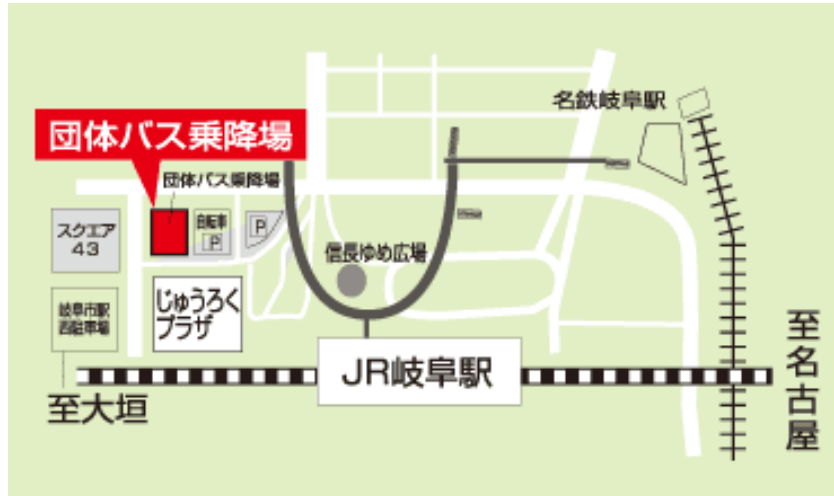 名鉄岐阜駅
団体バス乗降場
団体バス乗降場
スクエア
43
自転車
P
P
信長ゆめ広場
岐阜市駅
西駐車場
じゅうろく
プラザ
JR岐阜駅
至大垣
至名古屋